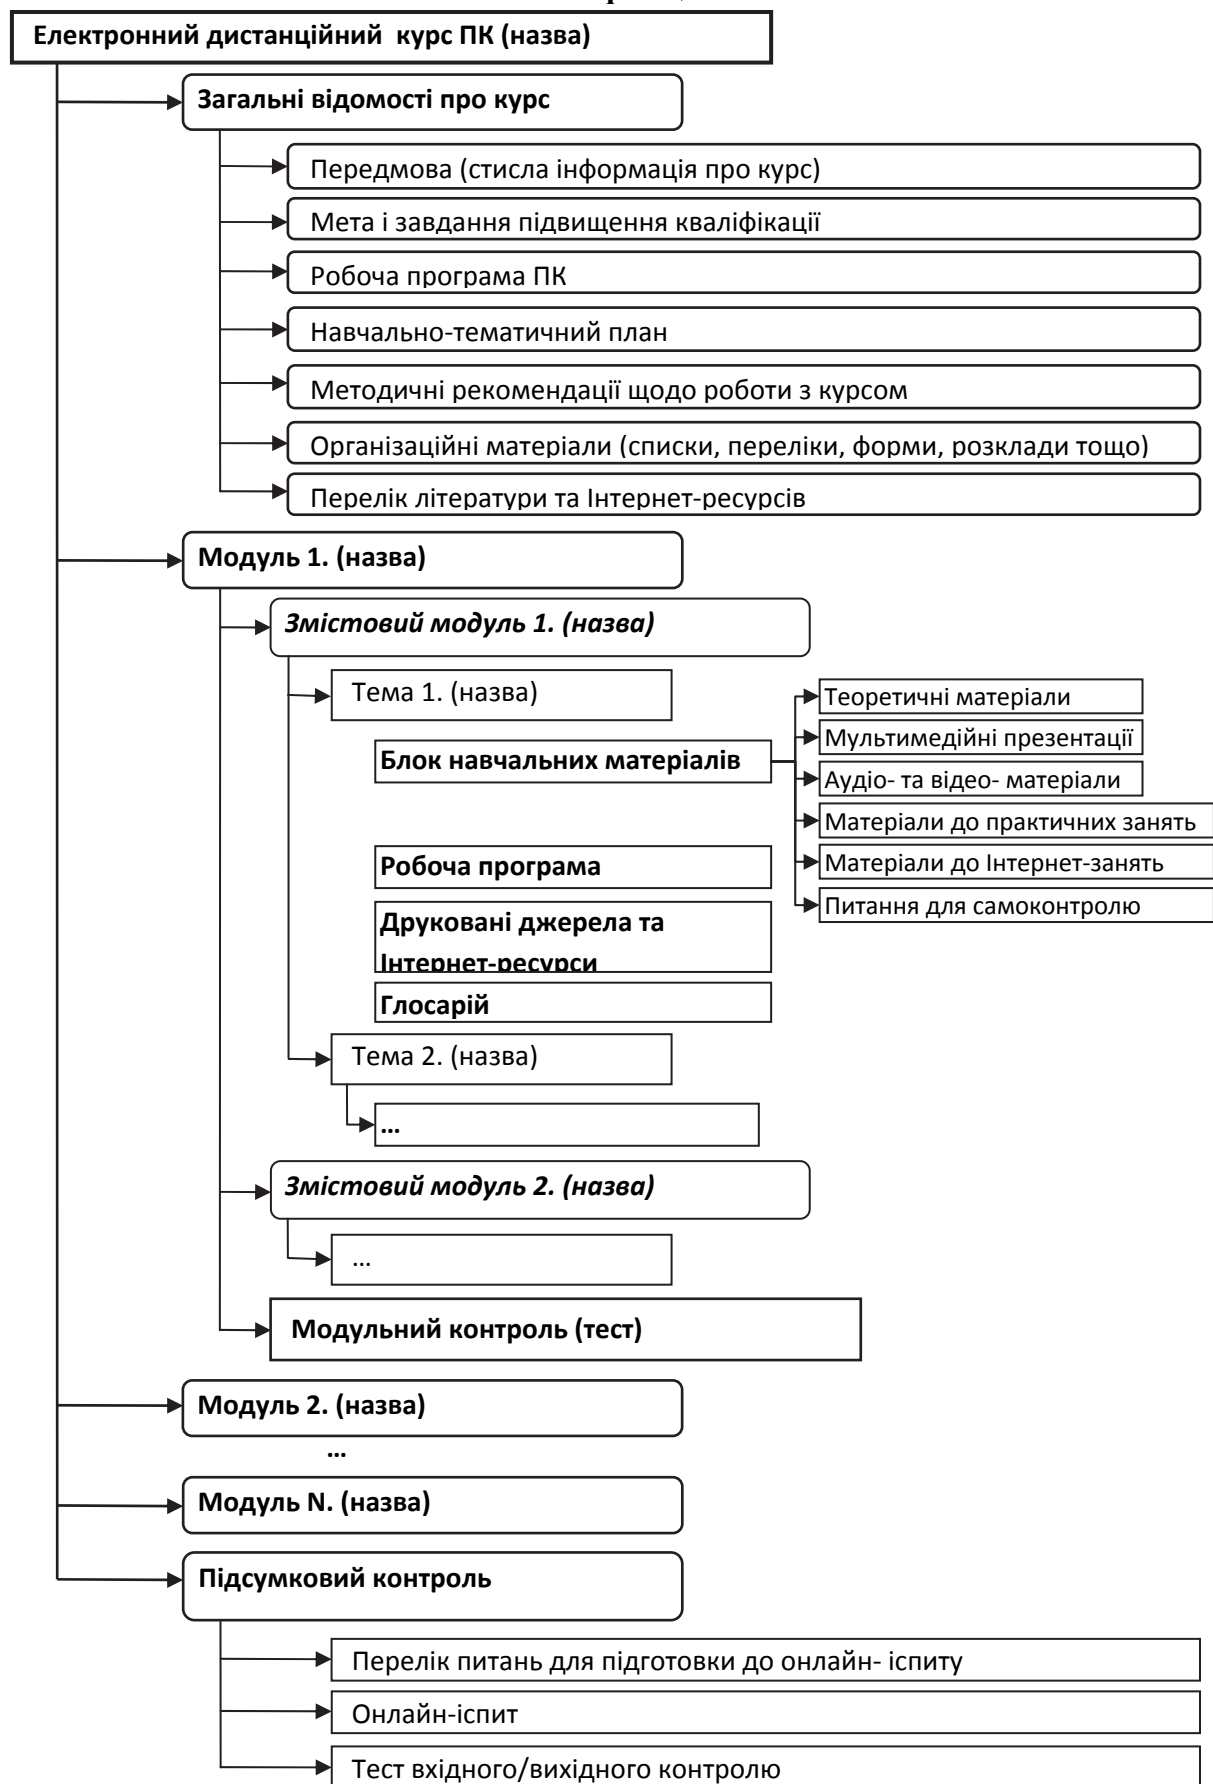 Електронний дистанційний курс ПК (назва)
Загальні відомості про курс
Передмова (стисла інформація про курс)
Мета і завдання підвищення кваліфікації
Робоча програма ПК
Навчально-тематичний план
Методичні рекомендації щодо роботи з курсом
Організаційні матеріали (списки, переліки, форми, розклади тощо)
Перелік літератури та Інтернет-ресурсів
Модуль 1. (назва)
Змістовий модуль 1. (назва)
Тема 1. (назва)
Блок навчальних матеріалів
Теоретичні матеріали
Мультимедійні презентації
Аудіо- та відео- матеріали
Матеріали до практичних занять
Матеріали до Інтернет-занять
Питання для самоконтролю
Робоча програма
Друковані джерела та
Інтернет-ресурси
Глосарій
Тема 2. (назва)
...
Змістовий модуль 2. (назва)
...
Модульний контроль (тест)
Модуль 2. (назва)
...
Модуль N. (назва)
Підсумковий контроль
Перелік питань для підготовки до онлайн- іспиту
Онлайн-іспит
Тест вхідного/вихідного контролю